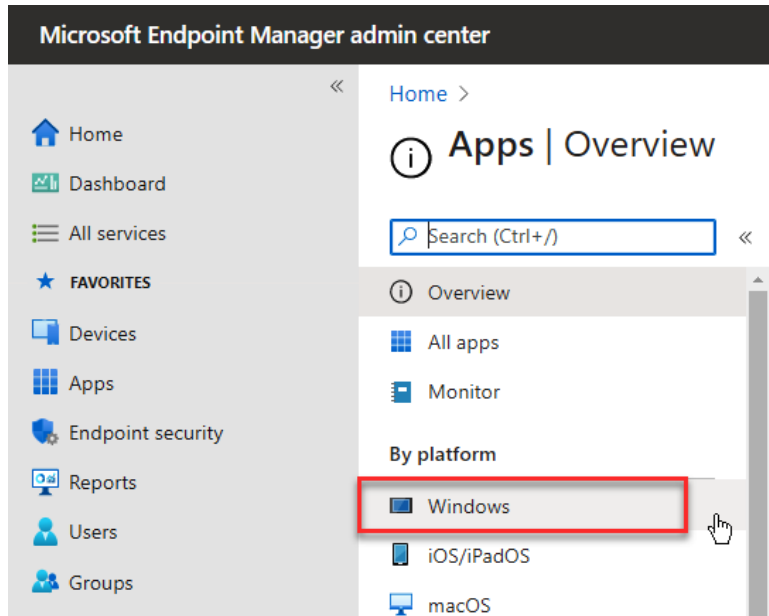 Microsoft Endpoint Manager admin center
«
Home
Dashboard
All services
FAVORITES
Devices
Apps
Endpoint security
Reports
Users
Groups
Home >
Apps | Overview
Search (Ctrl+/)
«
Overview
All apps
Monitor
By platform
Windows
iOS/iPadOS
macOS